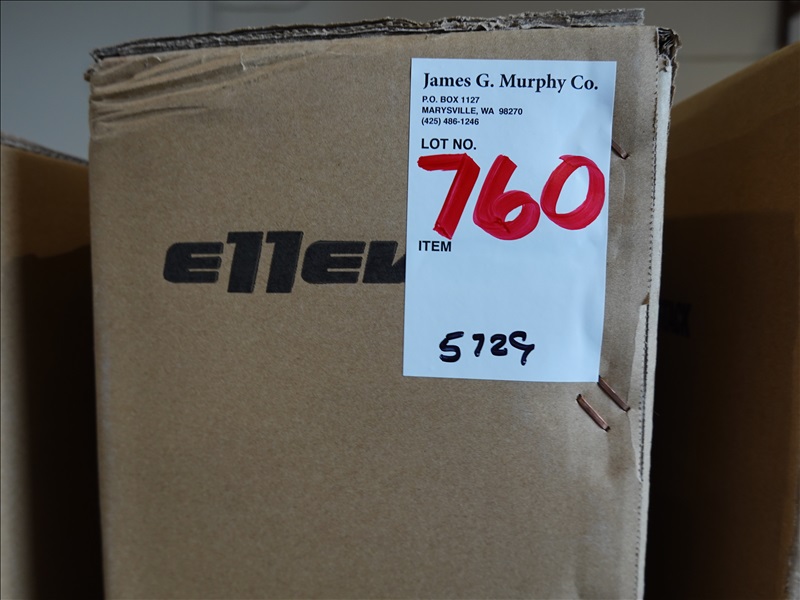 James G. Murphy Co.
P.O. BOX 1127
MARYSVILLE, WA 98270
(425) 486-1246
LOT NO.
760
ITEM
5729